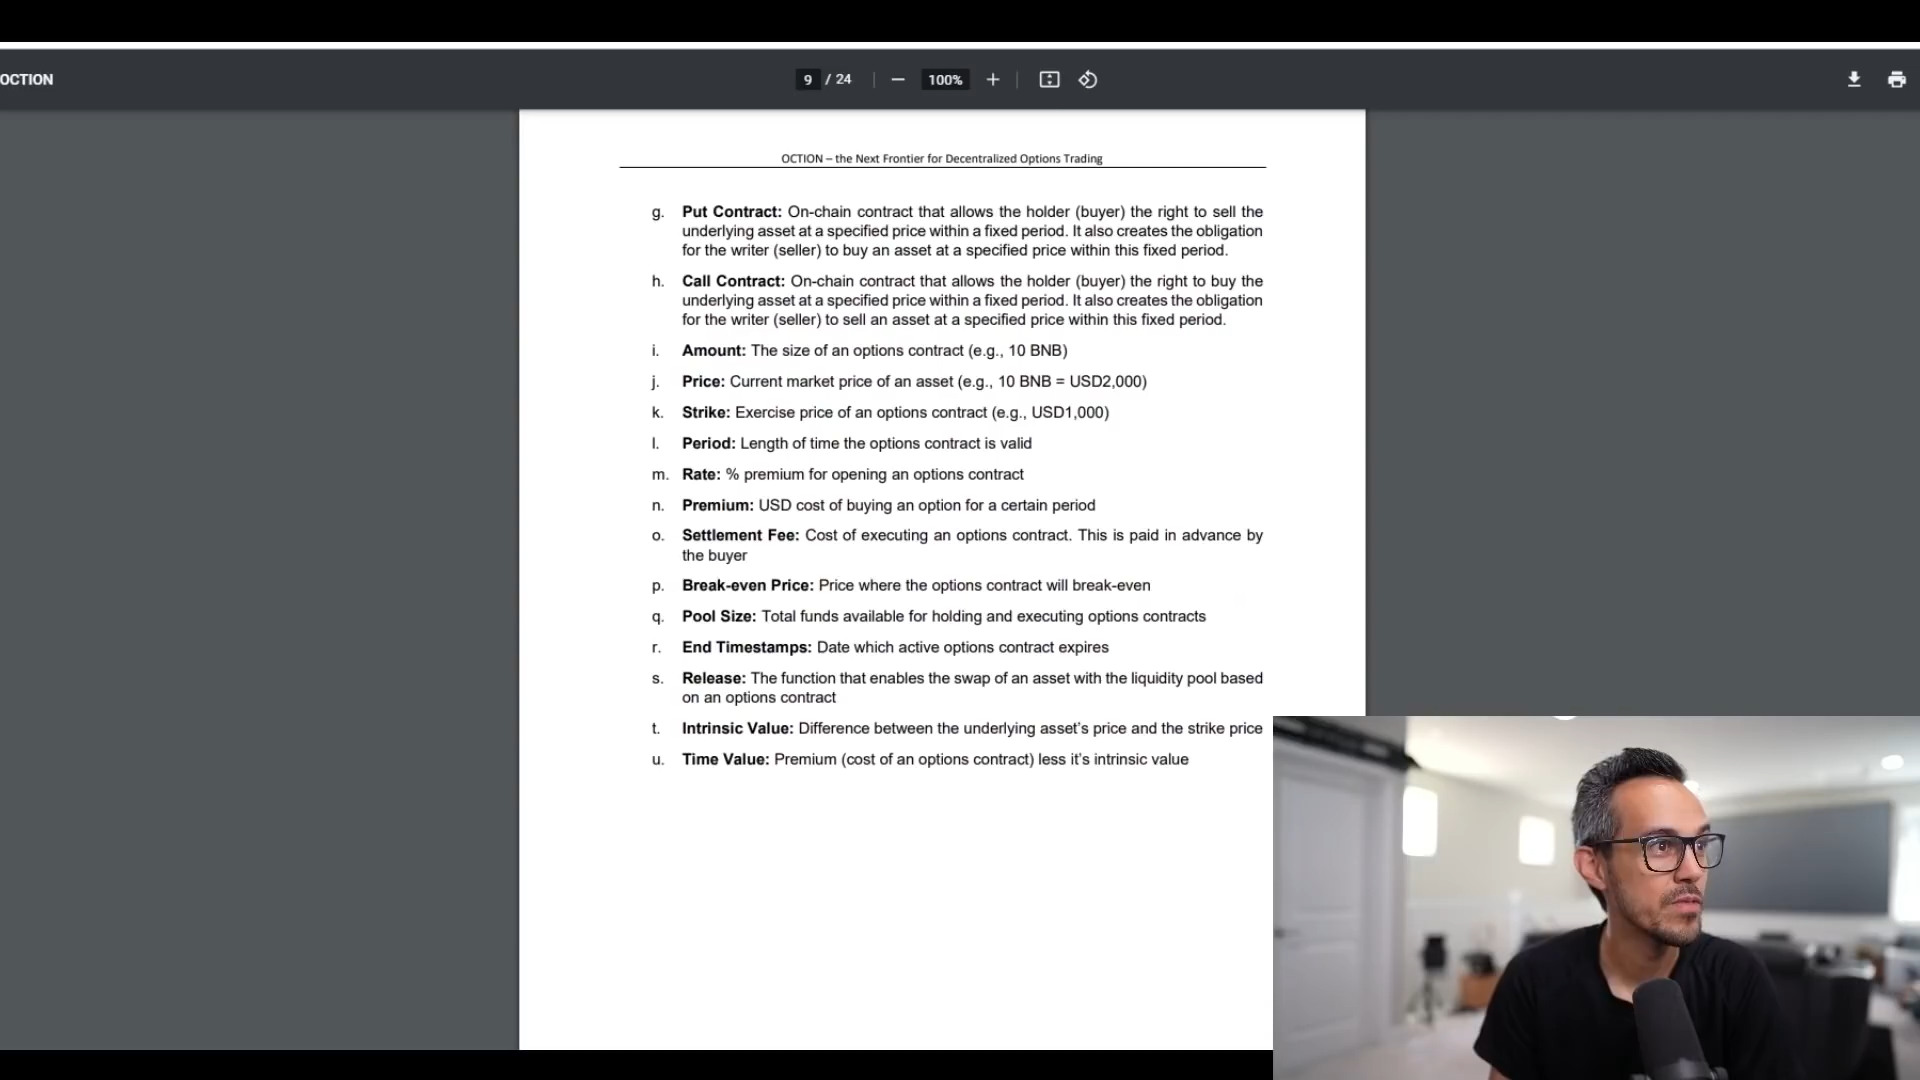 OCTION
9 / 24
100%
OCTION – the Next Frontier for Decentralized Options Trading
g. Put Contract: On-chain contract that allows the holder (buyer) the right to sell the
underlying asset at a specified price within a fixed period. It also creates the obligation
for the writer (seller) to buy an asset at a specified price within this fixed period.
h. Call Contract: On-chain contract that allows the holder (buyer) the right to buy the
underlying asset at a specified price within a fixed period. It also creates the obligation
for the writer (seller) to sell an asset at a specified price within this fixed period.
i. Amount: The size of an options contract (e.g., 10 BNB)
j. Price: Current market price of an asset (e.g., 10 BNB = USD2,000)
k. Strike: Exercise price of an options contract (e.g., USD1,000)
l. Period: Length of time the options contract is valid
m. Rate: % premium for opening an options contract
n. Premium: USD cost of buying an option for a certain period
o. Settlement Fee: Cost of executing an options contract. This is paid in advance by
the buyer
p. Break-even Price: Price where the options contract will break-even
q. Pool Size: Total funds available for holding and executing options contracts
r. End Timestamps: Date which active options contract expires
s. Release: The function that enables the swap of an asset with the liquidity pool based
on an options contract
t. Intrinsic Value: Difference between the underlying asset's price and the strike price
u. Time Value: Premium (cost of an options contract) less it's intrinsic value